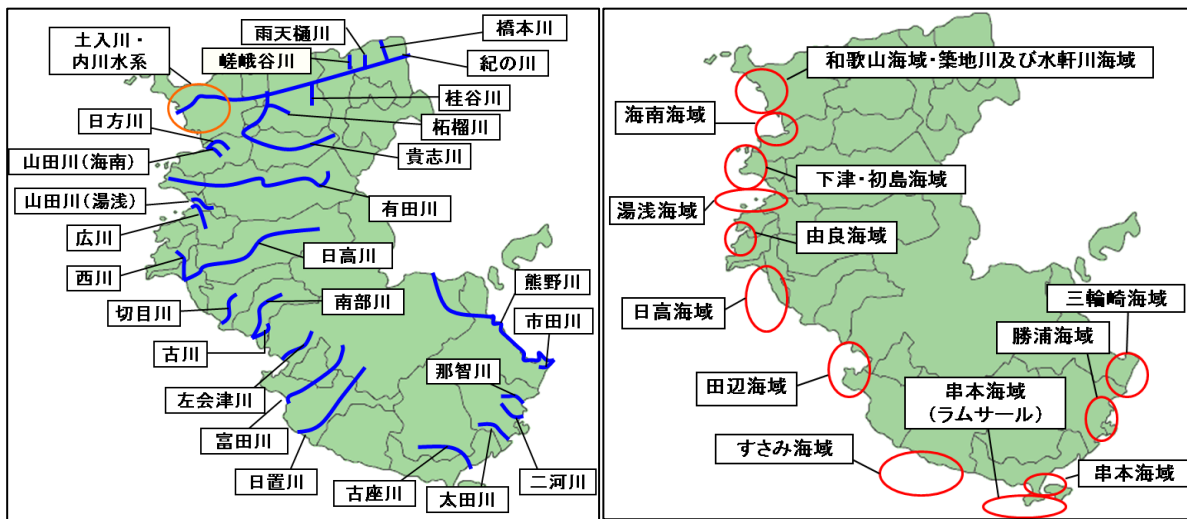 土入川・
内川水系
雨天樋川
橋本川
嵯峨谷川
紀の川
桂谷川
柘榴川
日方川
貴志川
山田川(海南)
有田川
山田川(湯浅)
広川
日高川
西川
熊野川
南部川
切目川
市田川
古川
那智川
左会津川
富田川
日置川
古座川
太田川
二河川
和歌山海域・築地川及び水軒川海域
海南海域
下津・初島海域
湯浅海域
由良海域
日高海域
三輪崎海域
勝浦海域
田辺海域
串本海域
(ラムサール)
すさみ海域
串本海域